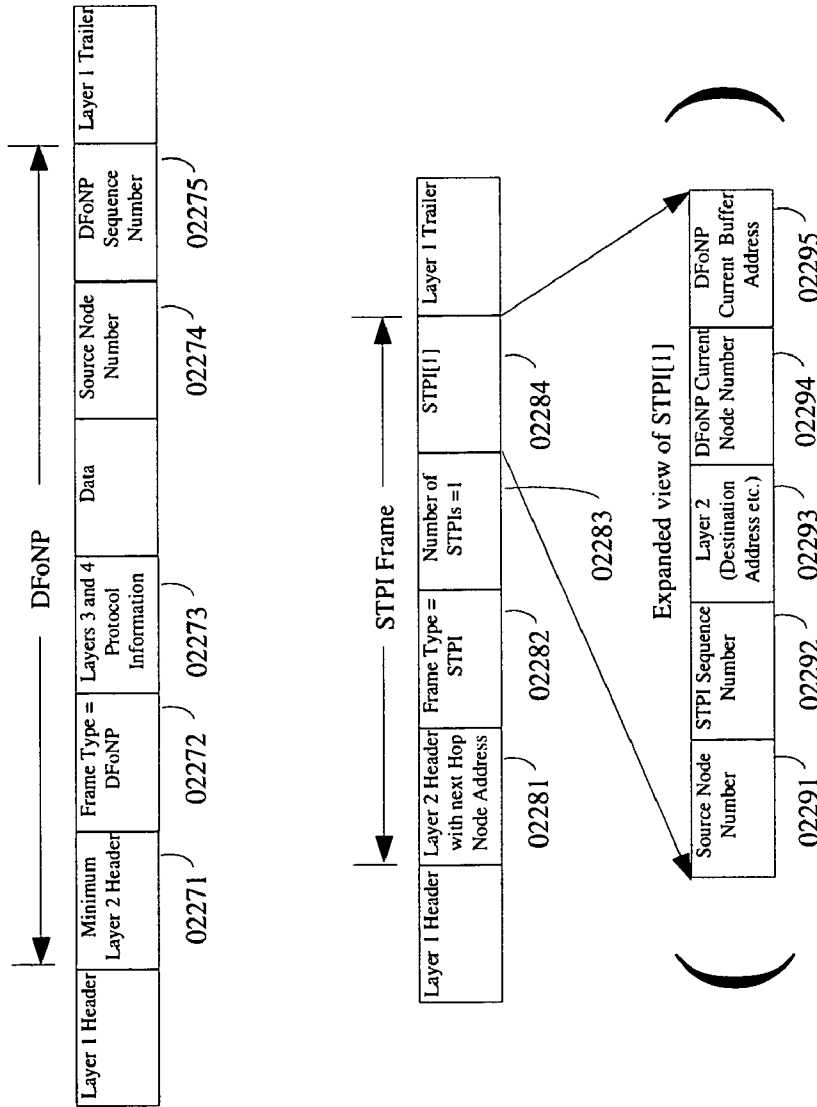 DFoNP
Layer 1 Header
Minimum
Layer 2 Header
Frame Type =
DFoNP
Layers 3 and 4
Protocol
Information
Data
Source Node
Number
DFoNP
Sequence
Number
Layer 1 Trailer
02271
02272
02273
02274
02275
STPI Frame
Layer 1 Header
Layer 2 Header
with next Hop
Node Address
Frame Type =
STPI
Number of
STPIs =1
STPI[1]
Layer 1 Trailer
02281
02282
02283
02284
Expanded view of STPI[1]
Source Node
Number
STPI Sequence
Number
Layer 2
(Destination
Address etc.)
DFoNP Current
Node Number
DFoNP
Current Buffer
Address
02291
02292
02293
02294
02295